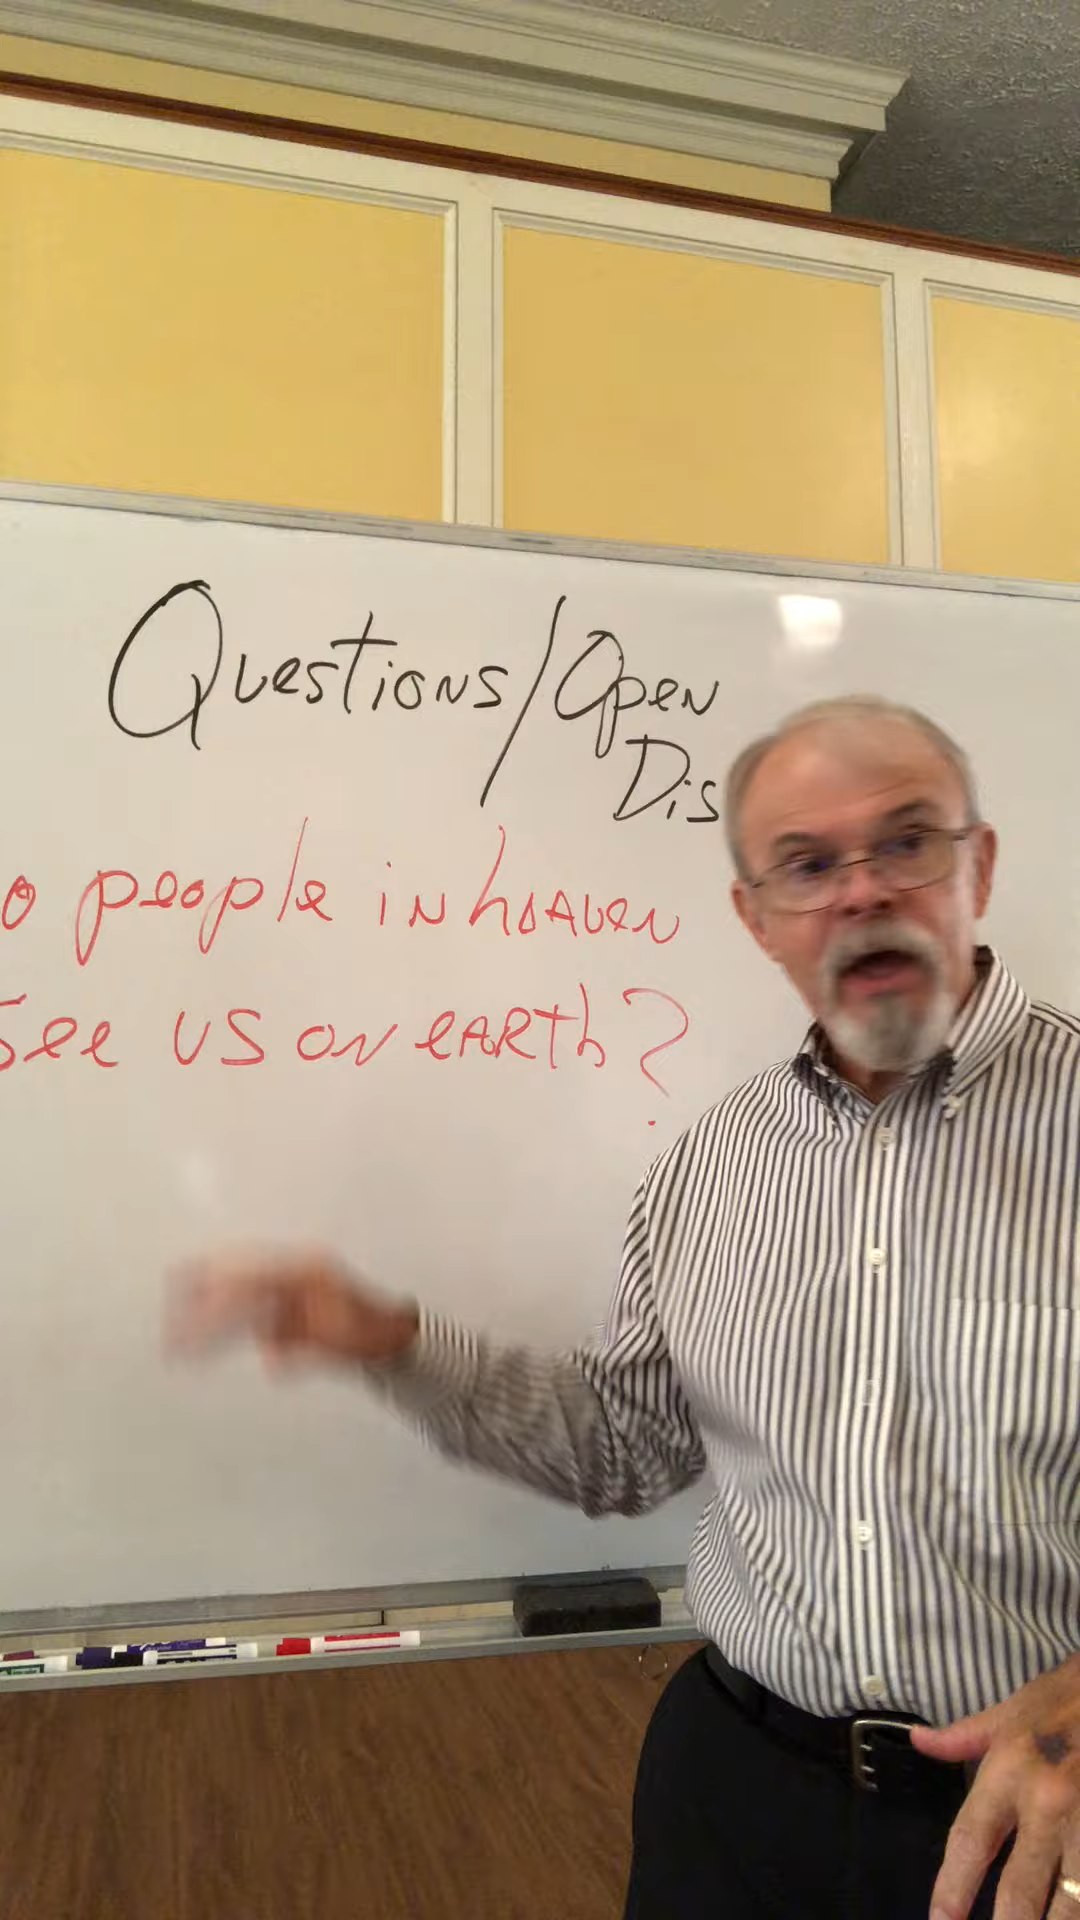 Questions/Open
Dis
o people in heaven
See us on earth?